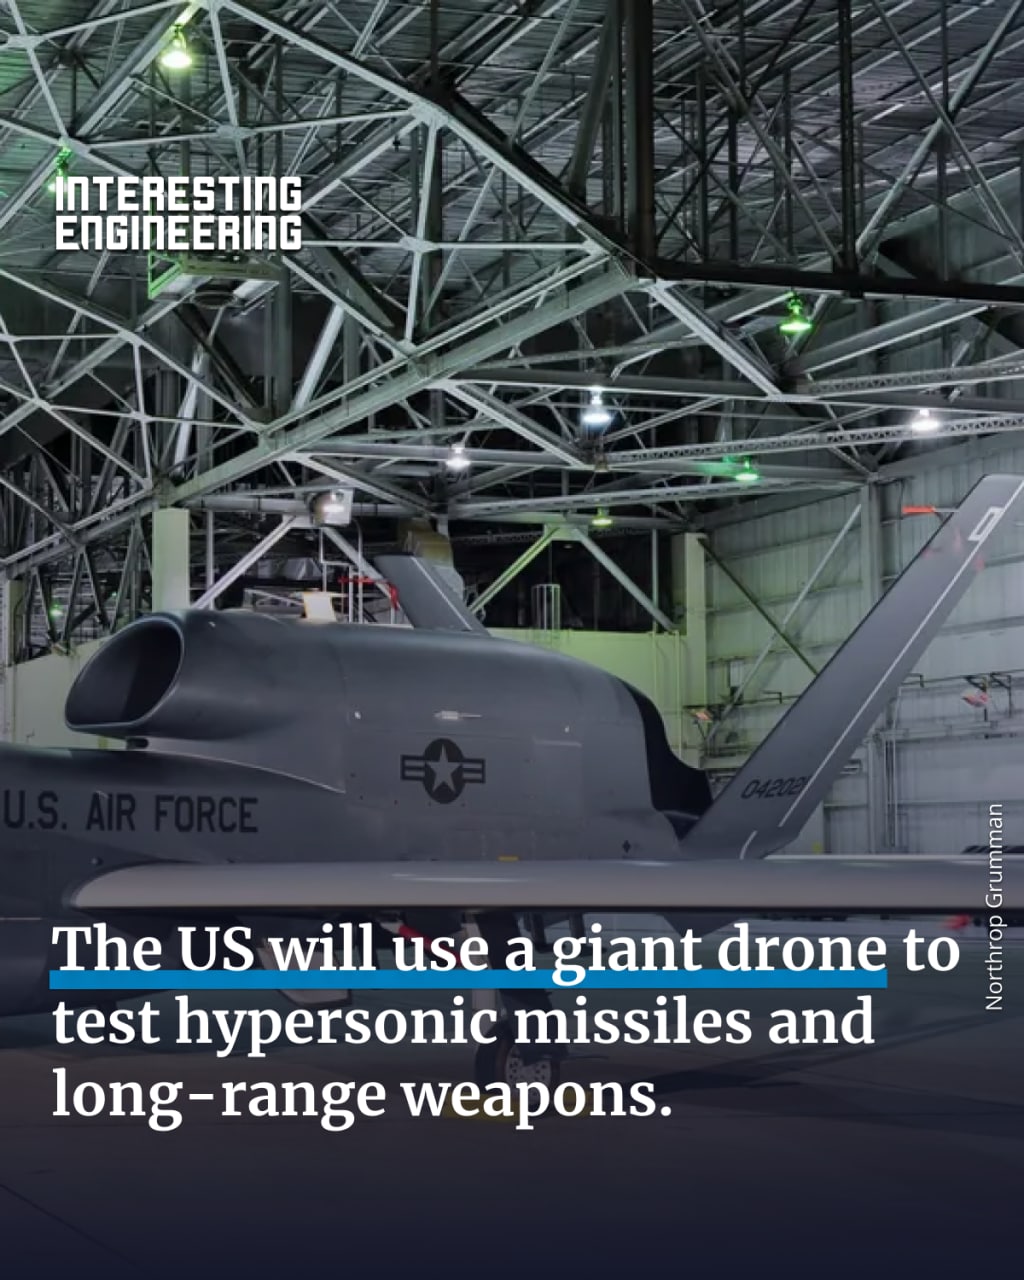 INTERESTING
ENGINEERING
U.S. AIR FORCE
Northrop Grumman
The US will use a giant drone to
test hypersonic missiles and
long-range weapons.